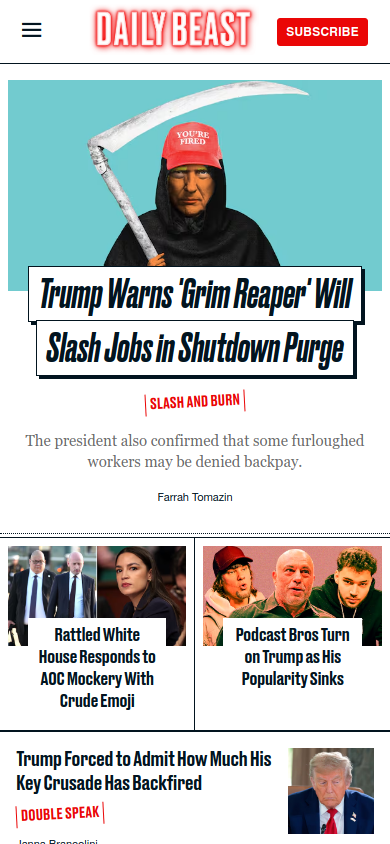 DAILY BEAST
SUBSCRIBE
YOU'RE
FIRED
Trump Warns 'Grim Reaper' Will
Slash Jobs in Shutdown Purge
SLASH AND BURN
The president also confirmed that some furloughed
workers may be denied backpay.
Farrah Tomazin
Rattled White
House Responds to
AOC Mockery With
Crude Emoji
Podcast Bros Turn
on Trump as His
Popularity Sinks
Trump Forced to Admit How Much His
Key Crusade Has Backfired
DOUBLE SPEAK